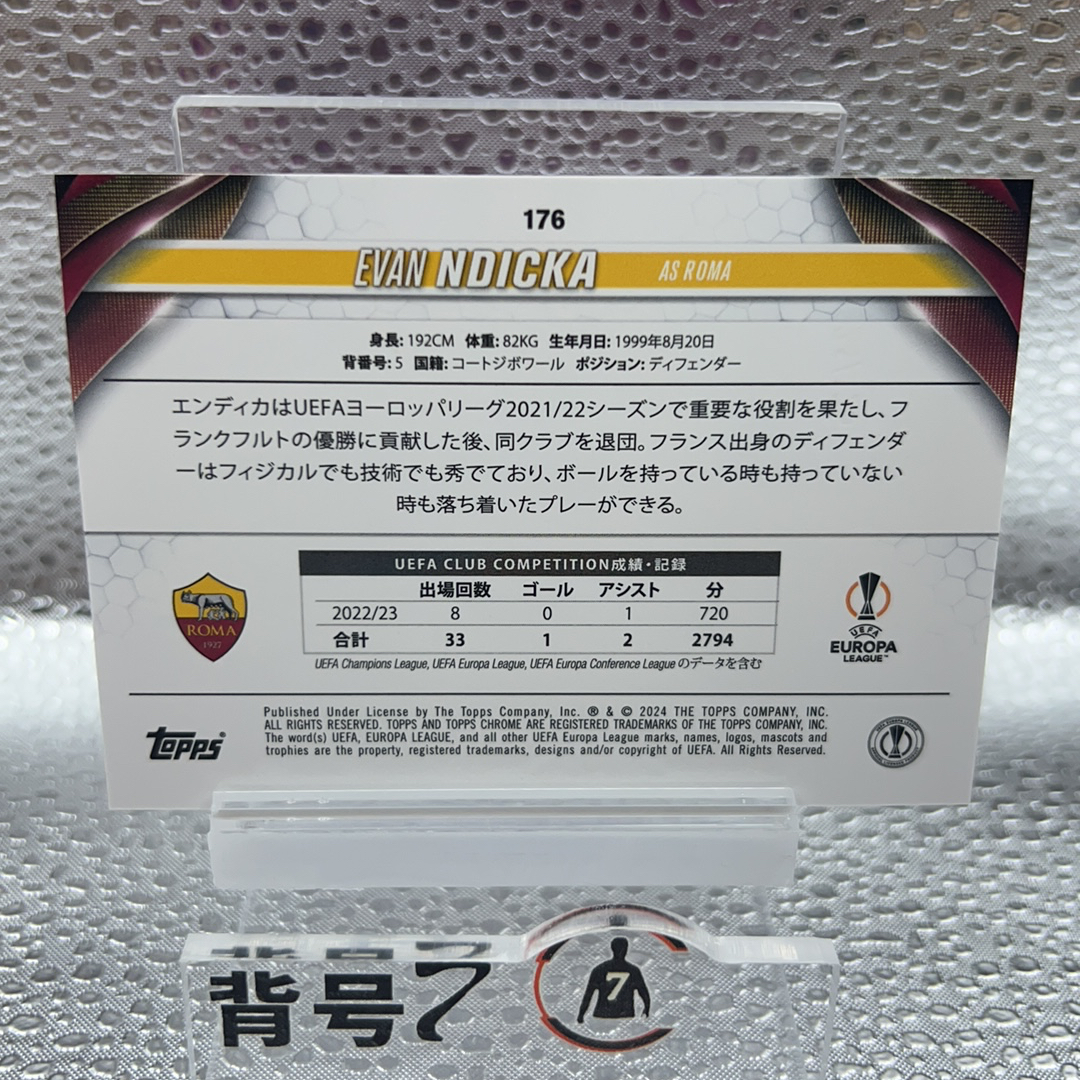 176
EVAN NDICKA AS ROMA
身長: 192CM 体重: 82KG 生年月日: 1999年8月20日
背番号: 5 国籍: コートジボワール ポジション: ディフェンダー
エンディカはUEFAヨーロッパリーグ2021/22シーズンで重要な役割を果たし、フ
ランクフルトの優勝に貢献した後、同クラブを退団。フランス出身のディフェンダ
ーはフィジカルでも技術でも秀でており、ボールを持っている時も持っていない
時も落ち着いたプレーができる。
UEFA CLUB COMPETITION成績・記録
出場回数 ゴール アシスト 分
2022/23 8 0 1 720
合計 33 1 2 2794
UEFA Champions League, UEFA Europa League, UEFA Europa Conference League のデータを含む
ROMA
1927
UEFA
EUROPA
LEAGUE™
Published Under License by The Topps Company, Inc. ® & © 2024 THE TOPPS COMPANY, INC.
ALL RIGHTS RESERVED. TOPPS AND TOPPS CHROME ARE REGISTERED TRADEMARKS OF THE TOPPS COMPANY, INC.
The word(s) UEFA, EUROPA LEAGUE, and all other UEFA Europa League marks, names, logos, mascots and
trophies are the property, registered trademarks, designs and/or copyright of UEFA. All Rights Reserved.
Topps®
背号7
7